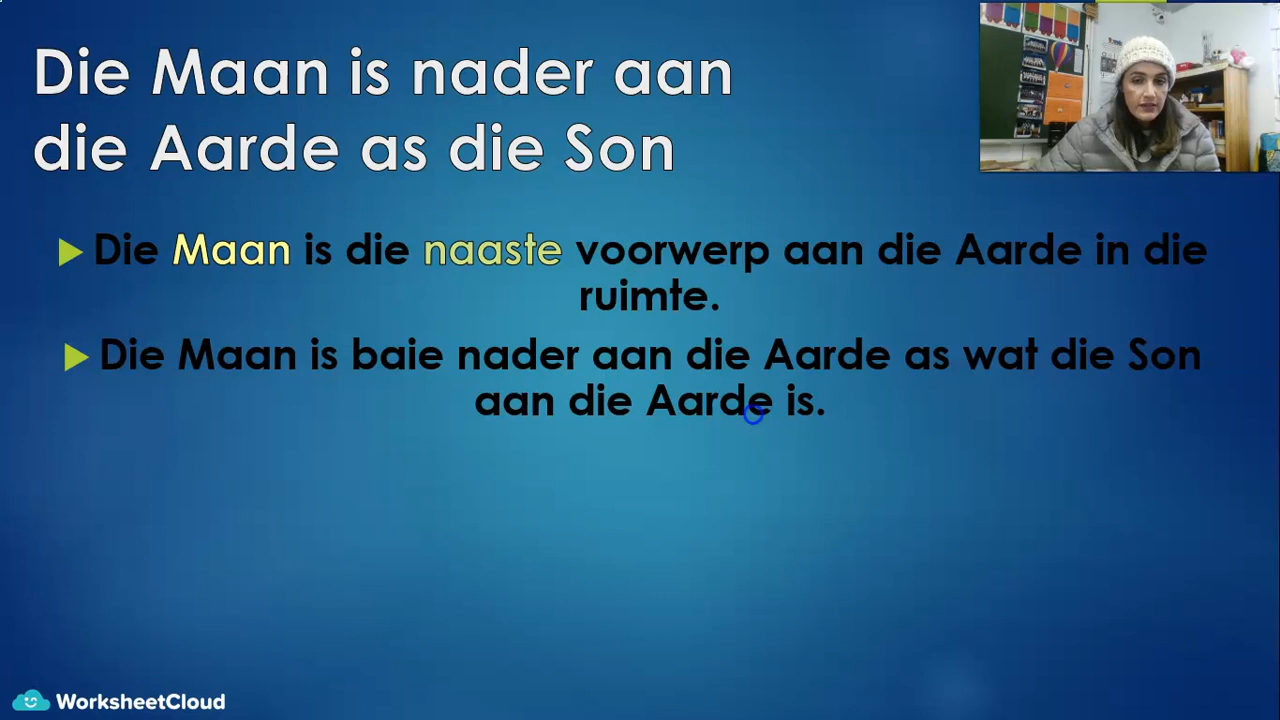 Die Maan is nader aan
die Aarde as die Son
Die Maan is die naaste voorwerp aan die Aarde in die
ruimte.
Die Maan is baie nader aan die Aarde as wat die Son
aan die Aarde is.
WorksheetCloud